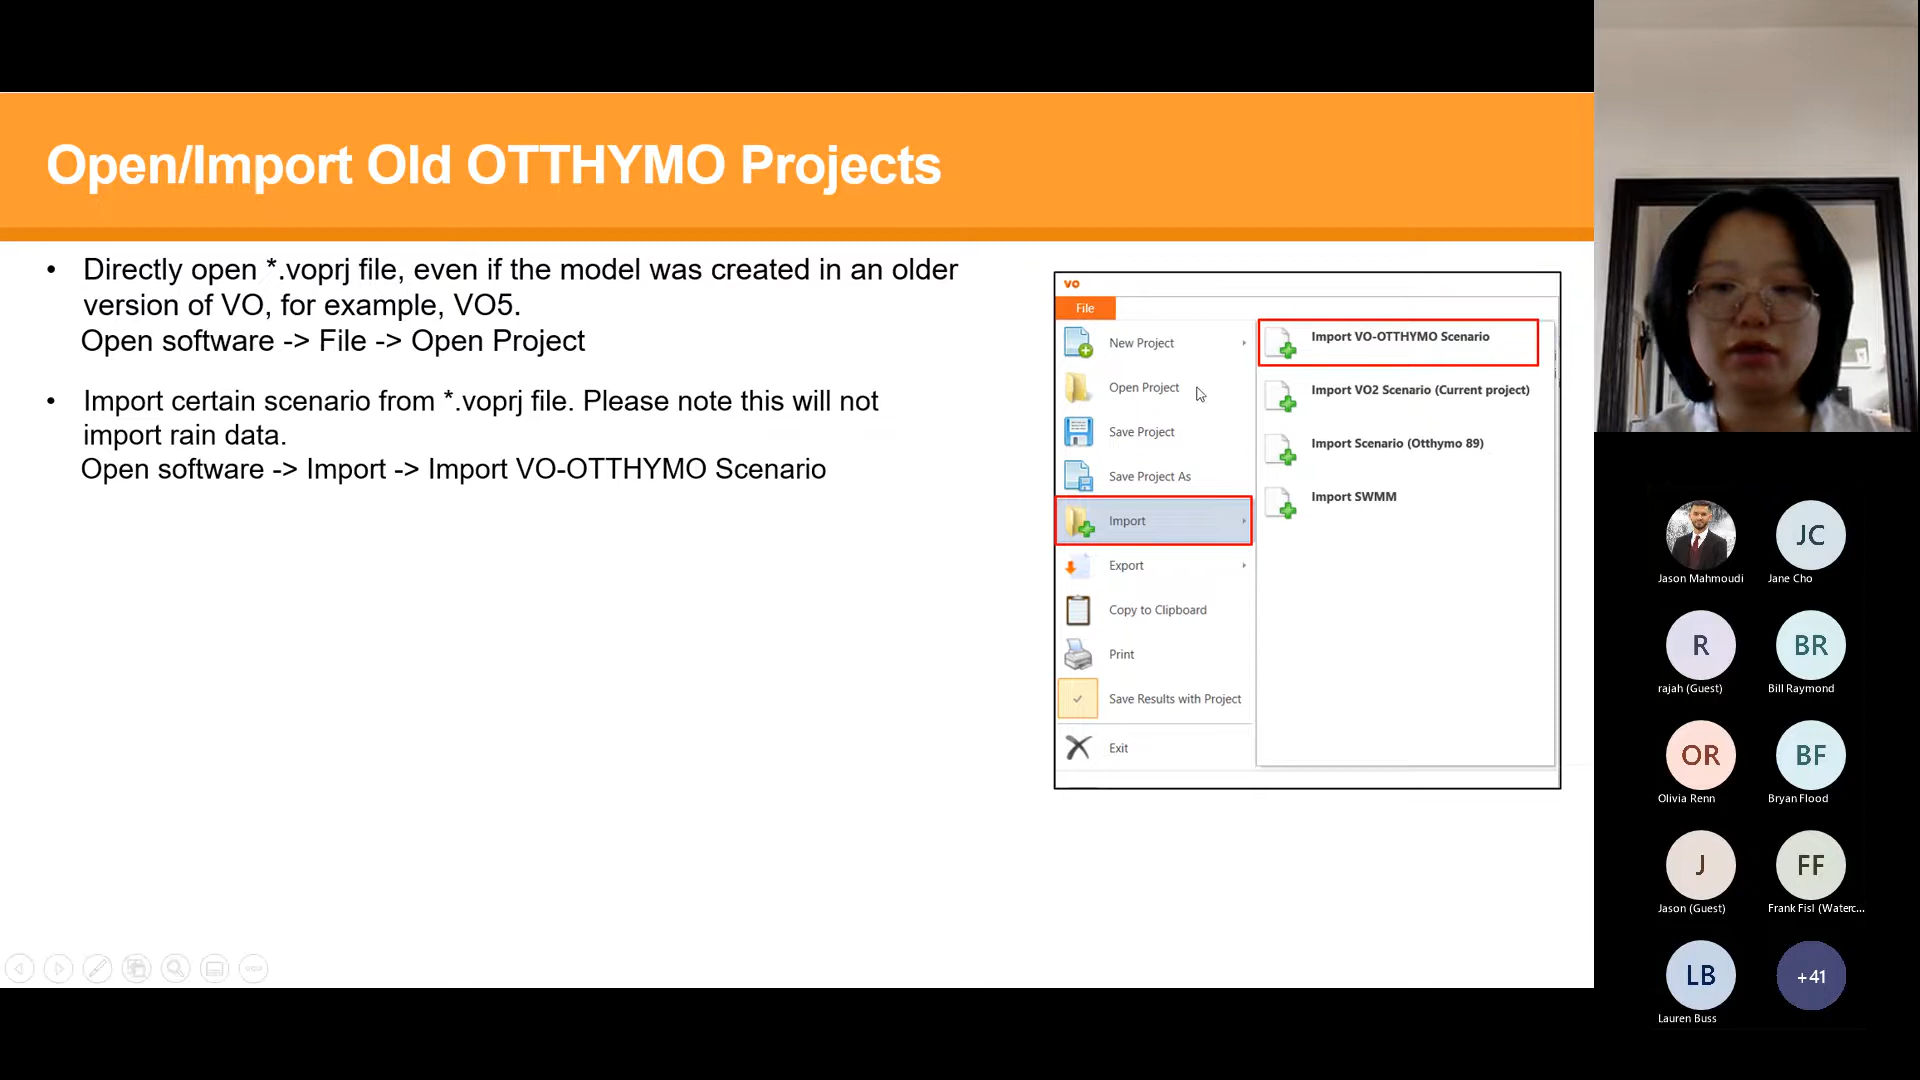 Open/Import Old OTTHYMO Projects
• Directly open *.voprj file, even if the model was created in an older
version of VO, for example, VO5.
Open software -> File -> Open Project
• Import certain scenario from *.voprj file. Please note this will not
import rain data.
Open software -> Import -> Import VO-OTTHYMO Scenario
VO
File
New Project
Open Project
Save Project
Save Project As
Import
Export
Copy to Clipboard
Print
Save Results with Project
Exit
Import VO-OTTHYMO Scenario
Import VO2 Scenario (Current project)
Import Scenario (Otthymo 89)
Import SWMM
Jason Mahmoudi
JC
Jane Cho
R
rajah (Guest)
BR
Bill Raymond
OR
Olivia Renn
BF
Bryan Flood
J
Jason (Guest)
FF
Frank Fisl (Waterc...
LB
Lauren Buss
+41